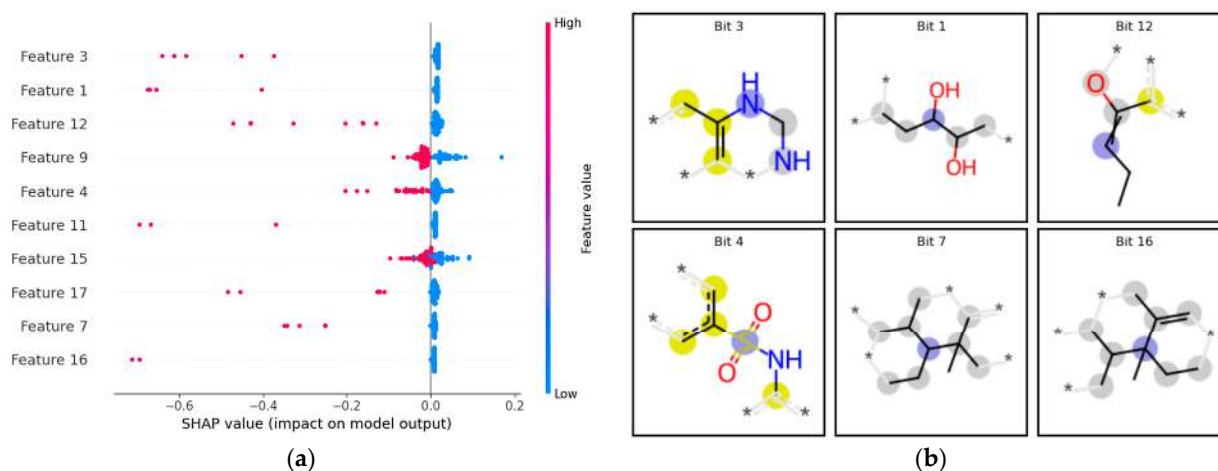 High
Feature 3
Feature 1
Feature 12
Feature 9
Feature 4
Feature 11
Feature 15
Feature 17
Feature 7
Feature 16
Feature value
Low
−0.6 −0.4 −0.2 0.0 0.2
SHAP value (impact on model output)
(a)
Bit 3
H
N
NH
* * *
Bit 1
OH
OH
* * *
Bit 12
O
* * *
Bit 4
O
S
NH
O
* * * *
Bit 7
* * * *
Bit 16
* * * *
(b)